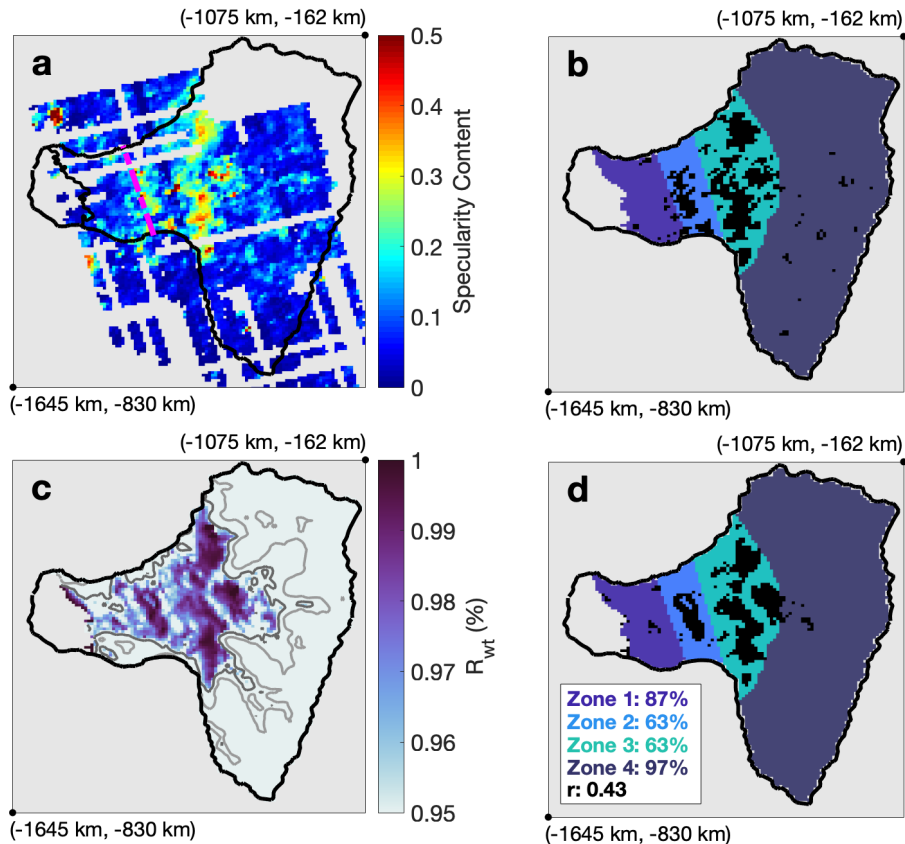 (-1075 km, -162 km)
a
0.5
0.4
0.3
0.2
0.1
0
Specularity Content
(-1645 km, -830 km)
(-1075 km, -162 km)
b
(-1645 km, -830 km)
(-1075 km, -162 km)
c
1
0.99
0.98
0.97
0.96
0.95
Rwt (%)
(-1645 km, -830 km)
(-1075 km, -162 km)
d
Zone 1: 87%
Zone 2: 63%
Zone 3: 63%
Zone 4: 97%
r: 0.43
(-1645 km, -830 km)